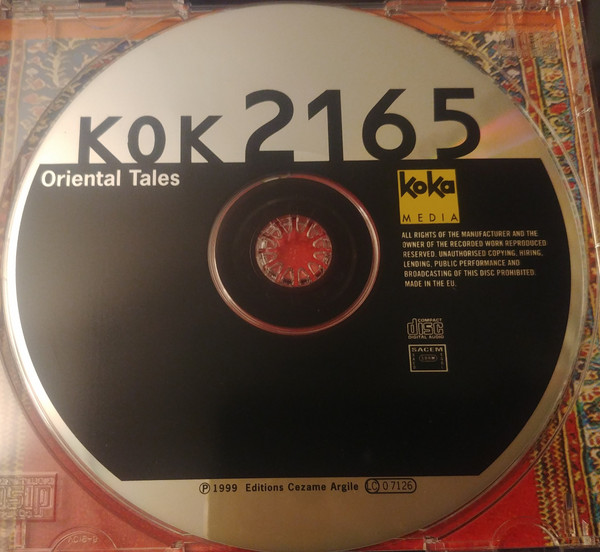 KOK 2165
Oriental Tales
koka
MEDIA
ALL RIGHTS OF THE MANUFACTURER AND THE
OWNER OF THE RECORDED WORK REPRODUCED
RESERVED. UNAUTHORISED COPYING, HIRING,
LENDING, PUBLIC PERFORMANCE AND
BROADCASTING OF THIS DISC PROHIBITED.
MADE IN THE EU.
COMPACT
disc
DIGITAL AUDIO
SACEM
℗ 1999 Editions Cezame Argile LC 07126